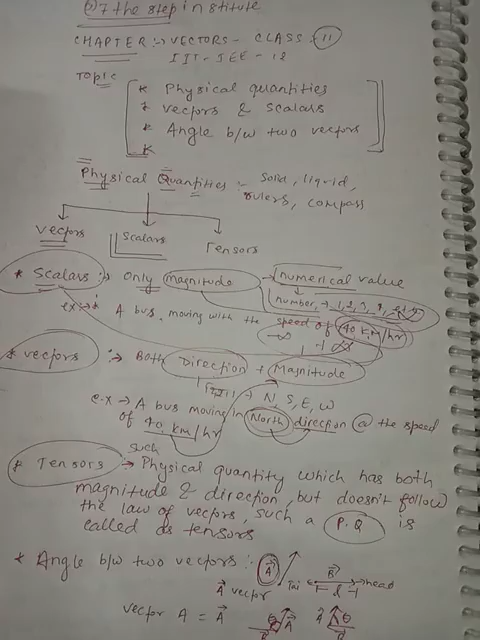 7 the step institute
CHAPTER :- VECTORS - CLASS :- 11
IIT-JEE-12
Topic
* Physical quantities
* vectors & scalars
* Angle b/w two vectors
*
Physical Quantities :- Solid, liquid,
rulers, compass
Vectors Scalars Tensors
* Scalars :- only magnitude → numerical value
number, → 1, 2, 3, 4,
ex → A bus moving with the speed of 40 km/hr
* vectors :- Both Direction + Magnitude
→ N, S, E, W
e.x → A bus moving in North direction @ the speed
of 40 km/hr
such
* Tensors → Physical quantity which has both
magnitude & direction, but doesn't follow
the law of vectors, such a P.Q is
called as tensors
* Angle b/w two vectors :- A
A vector Tail B head
vector A = A θ A A θ
B B